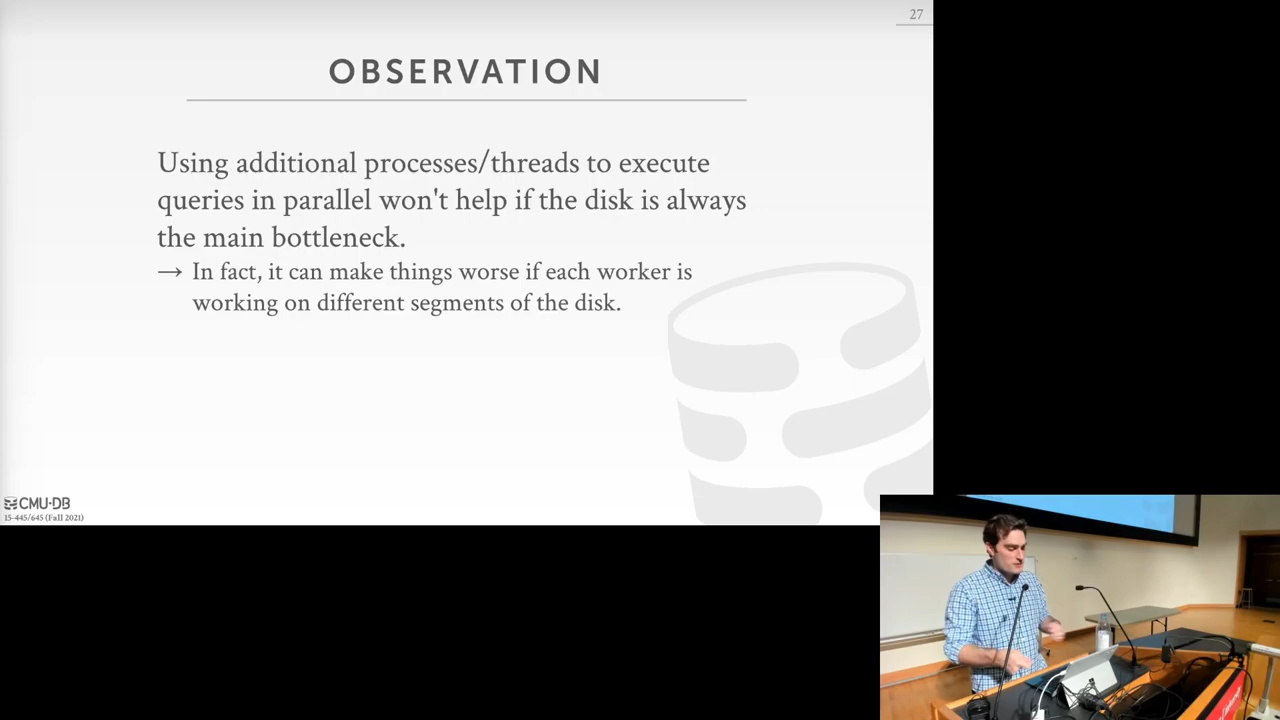 27
OBSERVATION
Using additional processes/threads to execute
queries in parallel won't help if the disk is always
the main bottleneck.
→ In fact, it can make things worse if each worker is
working on different segments of the disk.
CMU·DB
15-445/645 (Fall 2021)